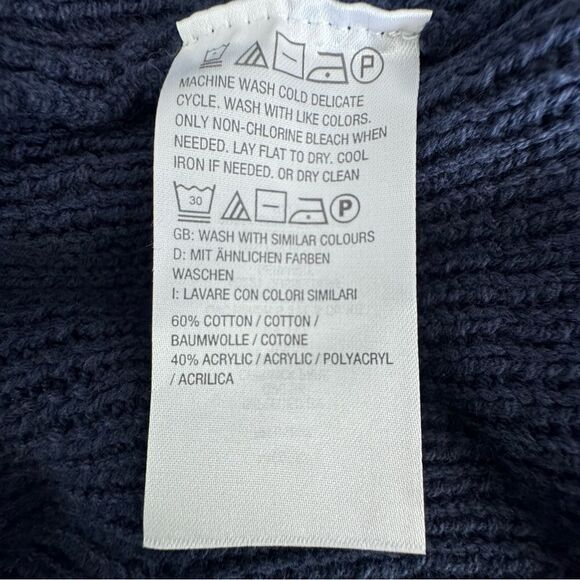 P
MACHINE WASH COLD DELICATE
CYCLE. WASH WITH LIKE COLORS.
ONLY NON-CHLORINE BLEACH WHEN
NEEDED. LAY FLAT TO DRY. COOL
IRON IF NEEDED. OR DRY CLEAN
30 P
GB: WASH WITH SIMILAR COLOURS
D: MIT ÄHNLICHEN FARBEN
WASCHEN
I: LAVARE CON COLORI SIMILARI
60% COTTON / COTTON /
BAUMWOLLE / COTONE
40% ACRYLIC / ACRYLIC / POLYACRYL
/ ACRILICA